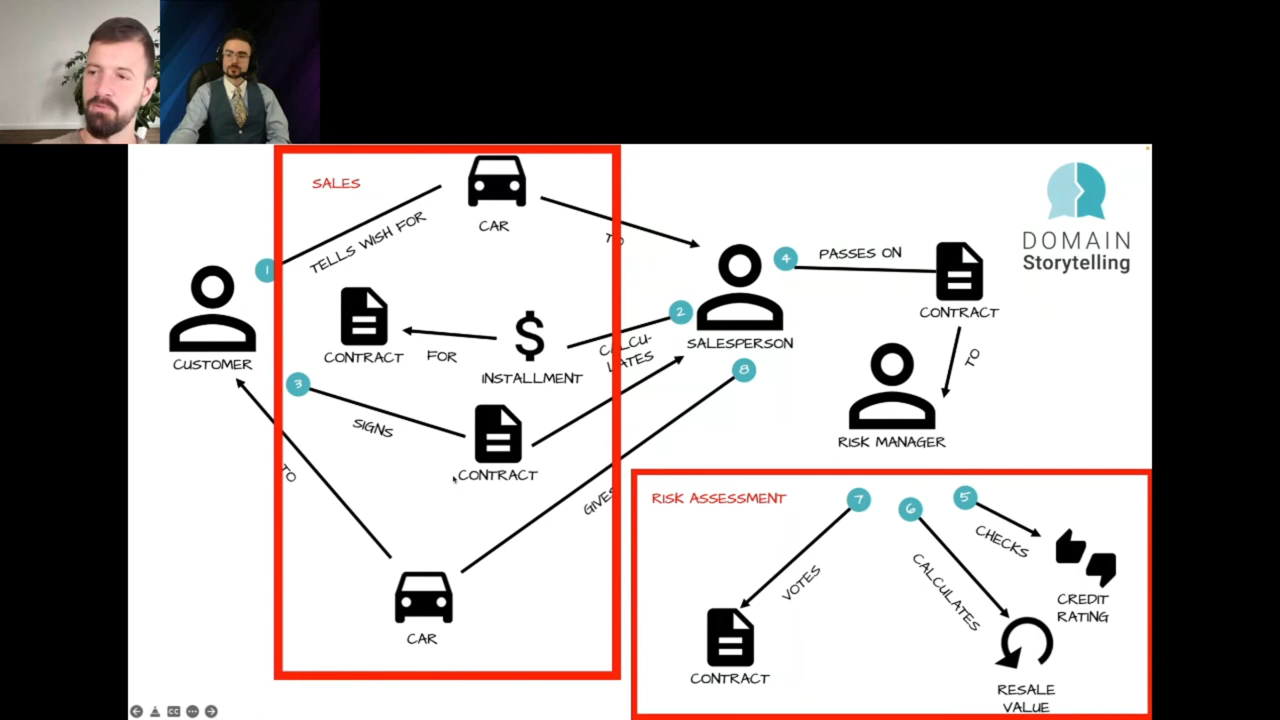 SALES
CAR
TELLS WISH FOR
TO
1
CUSTOMER
CONTRACT
FOR
INSTALLMENT
2
CALCU-
LATES
SALESPERSON
4
PASSES ON
CONTRACT
TO
RISK MANAGER
DOMAIN
Storytelling
3
SIGNS
CONTRACT
8
GIVES
TO
CAR
RISK ASSESSMENT
7
VOTES
CONTRACT
6
CALCULATES
RESALE
VALUE
5
CHECKS
CREDIT
RATING
CC